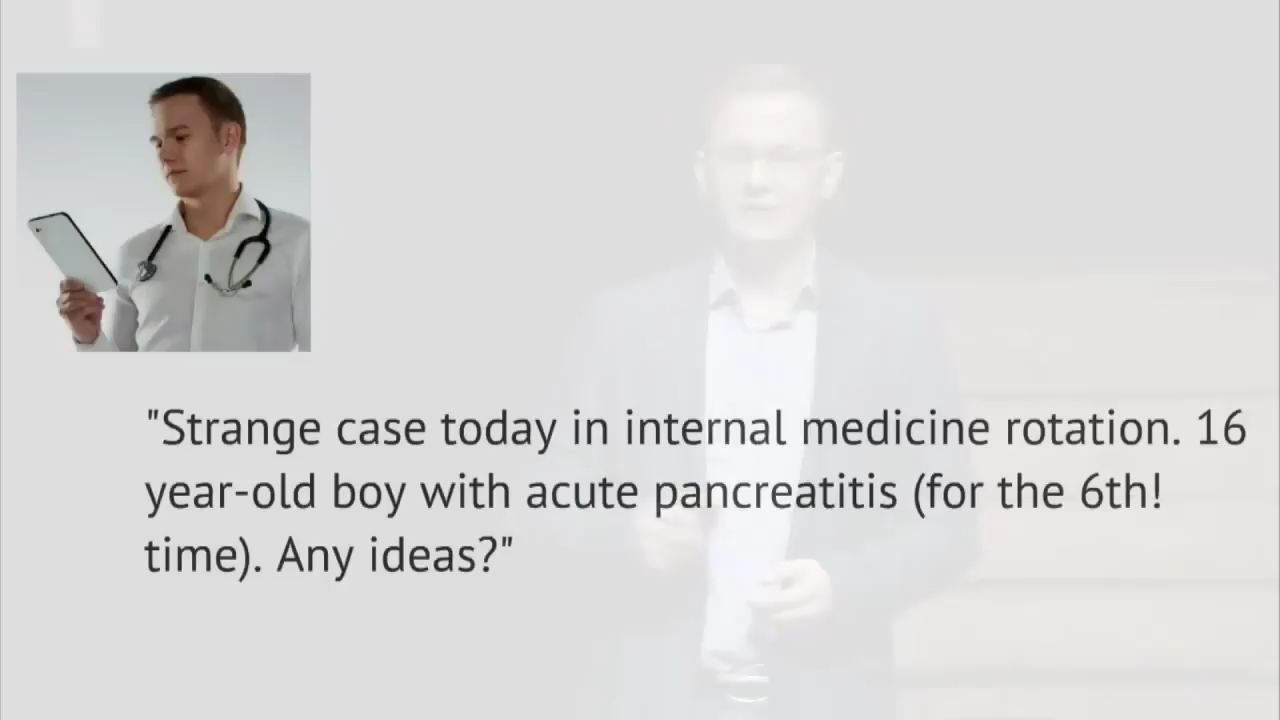 "Strange case today in internal medicine rotation. 16
year-old boy with acute pancreatitis (for the 6th!
time). Any ideas?"